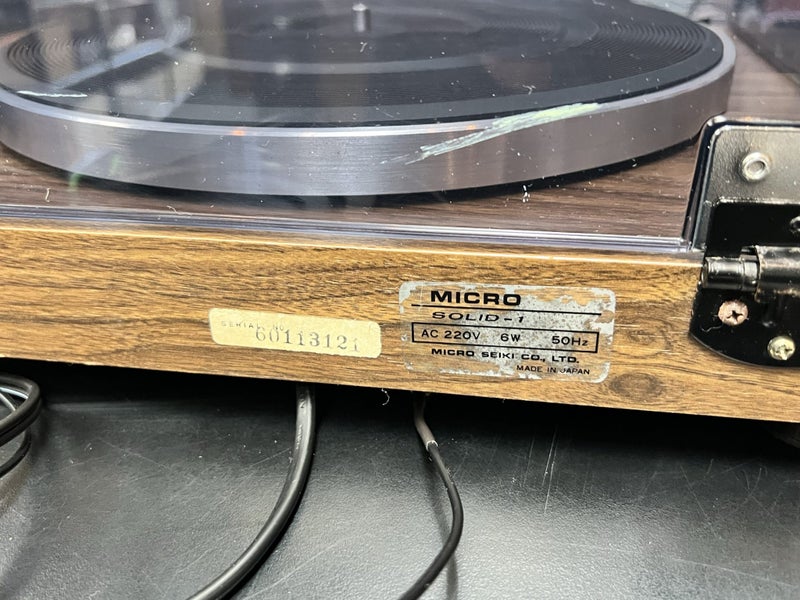 SERIAL NO.
60113121
MICRO
SOLID-1
AC 220V 6W 50Hz
MICRO SEIKI CO., LTD.
MADE IN JAPAN